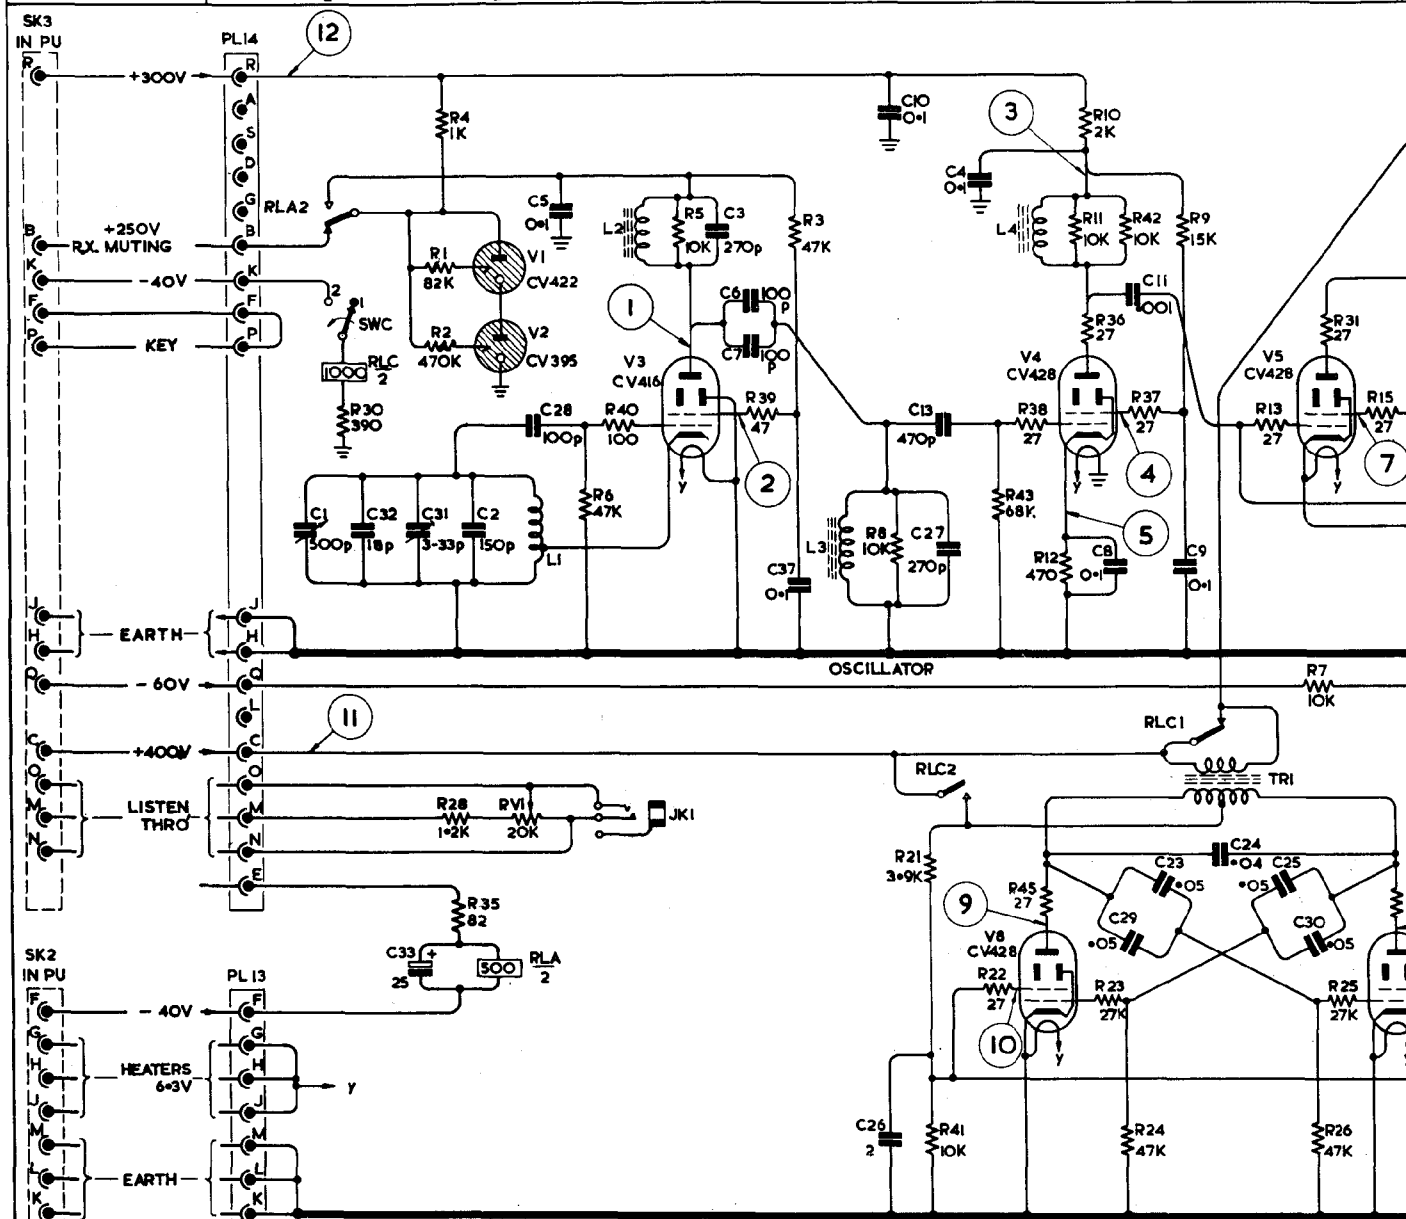 SK3
IN PU
PL14
12
R
+300V
R
A
S
D
G
B
+250V
RX. MUTING
B
K
-40V
K
F
F
P
KEY
P
RLA2
R4
1K
R1
82K
V1
CV422
R2
470K
V2
CV395
2
1
SWC
1000
RLC
2
R30
390
C5
0•1
L2
R5
10K
C3
270p
R3
47K
1
C6
100
p
C7
100
p
V3
CV416
R39
47
2
C28
100p
R40
100
y
C1
500p
C32
18p
C31
3-33p
C2
150p
L1
R6
47K
C37
0•1
C10
0•1
3
R10
2K
C4
0•1
L4
R11
10K
R42
10K
R9
15K
C11
•001
R36
27
V4
CV428
R37
27
4
C13
470p
R38
27
y
L3
R8
10K
C27
270p
R43
68K
5
R12
470
C8
0•1
C9
0•1
R31
27
V5
CV428
R13
27
R15
27
7
J
H
EARTH
J
H
OSCILLATOR
Q
-60V
Q
R7
10K
L
11
C
+400V
C
O
M
N
LISTEN
THRO
O
M
N
R28
1•2K
RV1
20K
JK1
E
R35
82
C33
+
25
500
RLA
2
RLC1
RLC2
TR1
R21
3•9K
C24
•04
C23
•05
C25
•05
R45
27
C29
•05
C30
•05
9
V8
CV428
R22
27
R23
27K
R25
27K
10
y
y
C26
2
R41
10K
R24
47K
R26
47K
SK2
IN PU
PL13
F
-40V
F
G
H
J
HEATERS
6•3V
G
H
J
y
M
L
K
EARTH
M
L
K